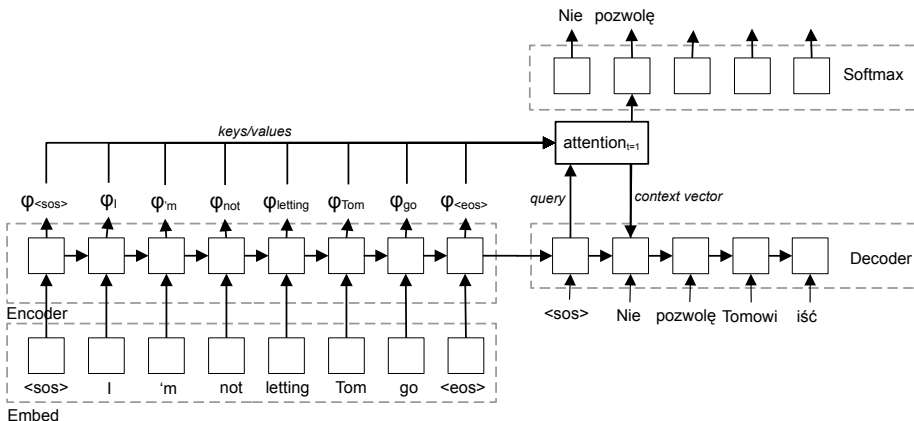 Nie pozwolę
Softmax
keys/values
attention t=1
φ<sos> φI φ'm φnot φletting φTom φgo φ<eos>
query context vector
Decoder
Encoder
<sos> Nie pozwolę Tomowi iść
<sos> I 'm not letting Tom go <eos>
Embed